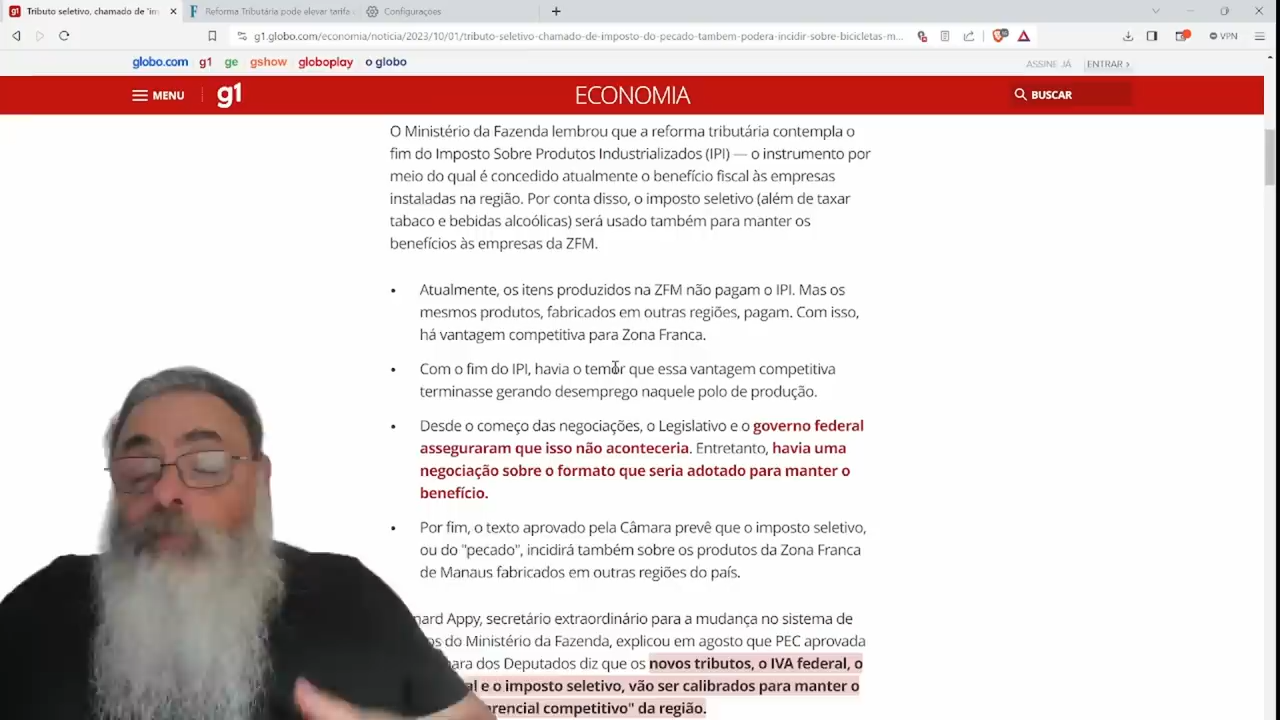 g1 Tributo seletivo, chamado de "im
Reforma Tributária pode elevar tarifa
Configurações
g1.globo.com/economia/noticia/2023/10/01/tributo-seletivo-chamado-de-imposto-do-pecado-tambem-podera-incidir-sobre-bicicletas-m...
VPN
globo.com g1 ge gshow globoplay o globo
ASSINE JÁ
ENTRAR ›
MENU
g1
ECONOMIA
BUSCAR
O Ministério da Fazenda lembrou que a reforma tributária contempla o
fim do Imposto Sobre Produtos Industrializados (IPI) — o instrumento por
meio do qual é concedido atualmente o benefício fiscal às empresas
instaladas na região. Por conta disso, o imposto seletivo (além de taxar
tabaco e bebidas alcoólicas) será usado também para manter os
benefícios às empresas da ZFM.
• Atualmente, os itens produzidos na ZFM não pagam o IPI. Mas os
mesmos produtos, fabricados em outras regiões, pagam. Com isso,
há vantagem competitiva para Zona Franca.
• Com o fim do IPI, havia o temor que essa vantagem competitiva
terminasse gerando desemprego naquele polo de produção.
• Desde o começo das negociações, o Legislativo e o governo federal
asseguraram que isso não aconteceria. Entretanto, havia uma
negociação sobre o formato que seria adotado para manter o
benefício.
• Por fim, o texto aprovado pela Câmara prevê que o imposto seletivo,
ou do "pecado", incidirá também sobre os produtos da Zona Franca
de Manaus fabricados em outras regiões do país.
nard Appy, secretário extraordinário para a mudança no sistema de
os do Ministério da Fazenda, explicou em agosto que PEC aprovada
ara dos Deputados diz que os novos tributos, o IVA federal, o
al e o imposto seletivo, vão ser calibrados para manter o
erencial competitivo" da região.